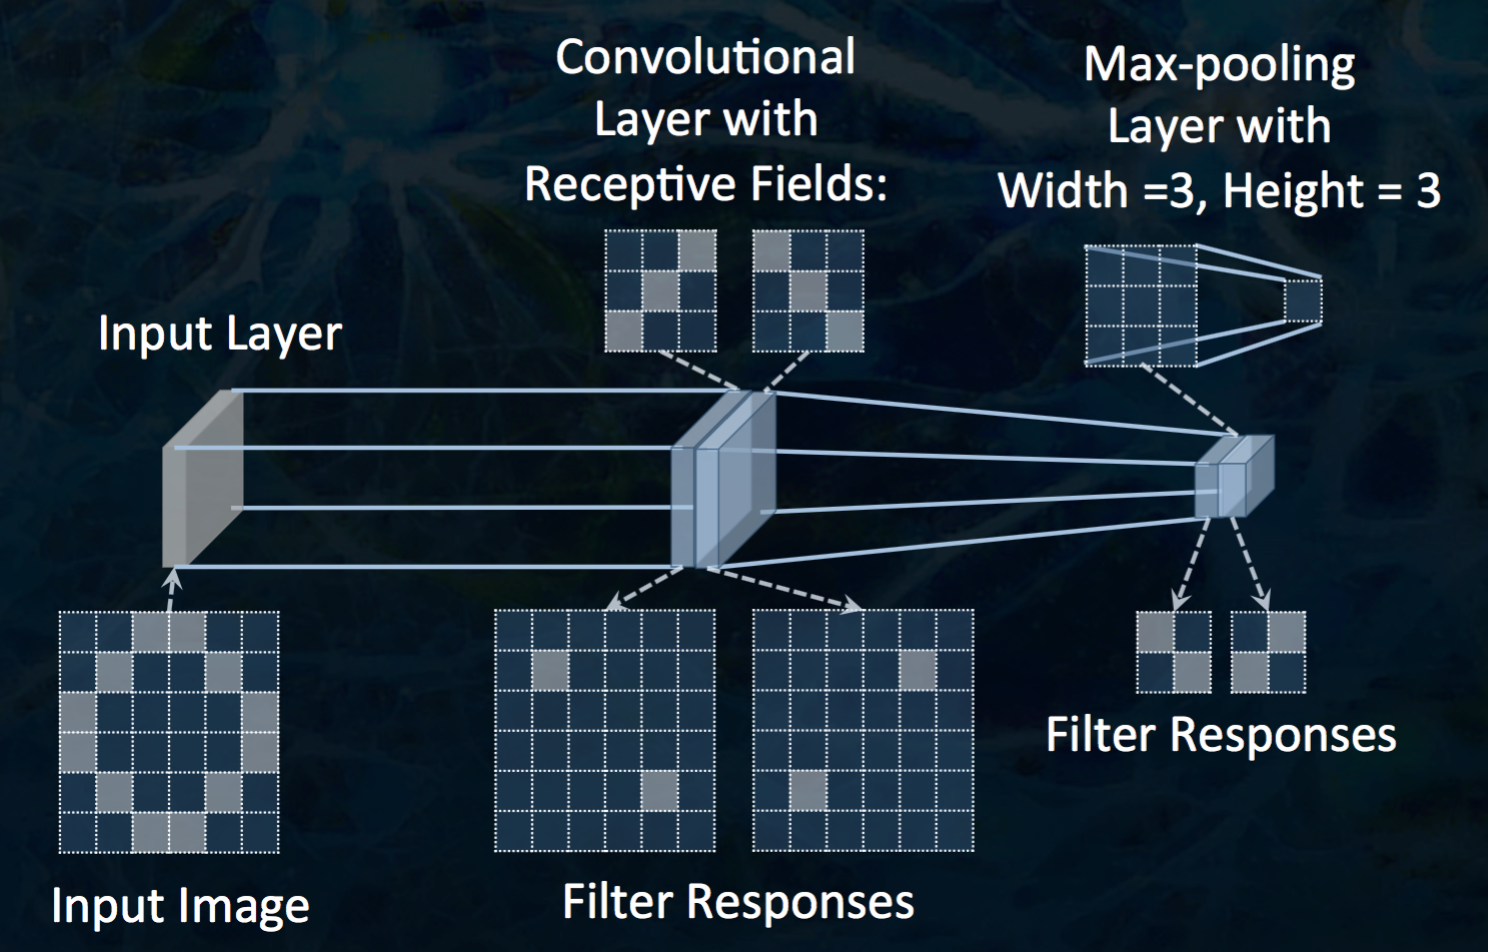 Convolutional
Layer with
Receptive Fields:
Max-pooling
Layer with
Width =3, Height = 3
Input Layer
Input Image
Filter Responses
Filter Responses